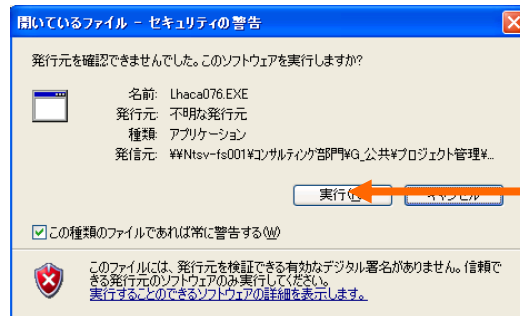 開いているファイル - セキュリティの警告
発行元を確認できませんでした。このソフトウェアを実行しますか?
名前: Lhaca076.EXE
発行元: 不明な発行元
種類: アプリケーション
発信元: ¥¥Ntsv-fs001¥コンサルティング部門¥G_公共¥プロジェクト管理¥...
実行(
この種類のファイルであれば常に警告する(W)
このファイルには、発行元を検証できる有効なデジタル署名がありません。信頼で
きる発行元のソフトウェアのみ実行してください。
実行することのできるソフトウェアの詳細を表示します。